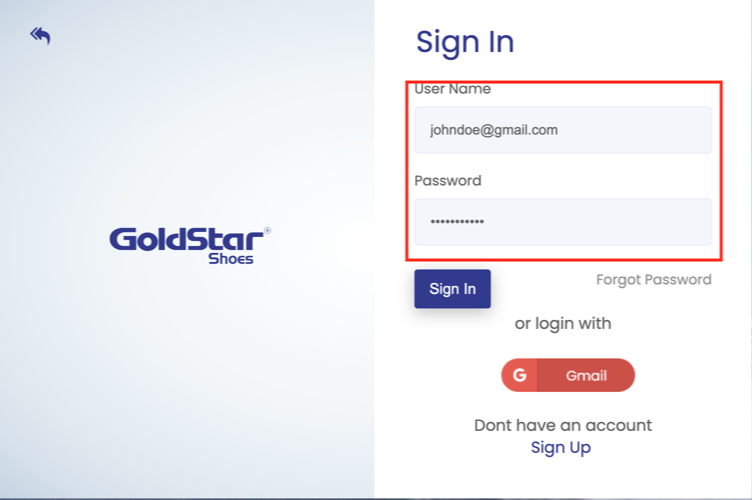 GoldStar®
Shoes
Sign In
User Name
johndoe@gmail.com
Password
•••••••••••
Sign In
Forgot Password
or login with
G Gmail
Dont have an account
Sign Up